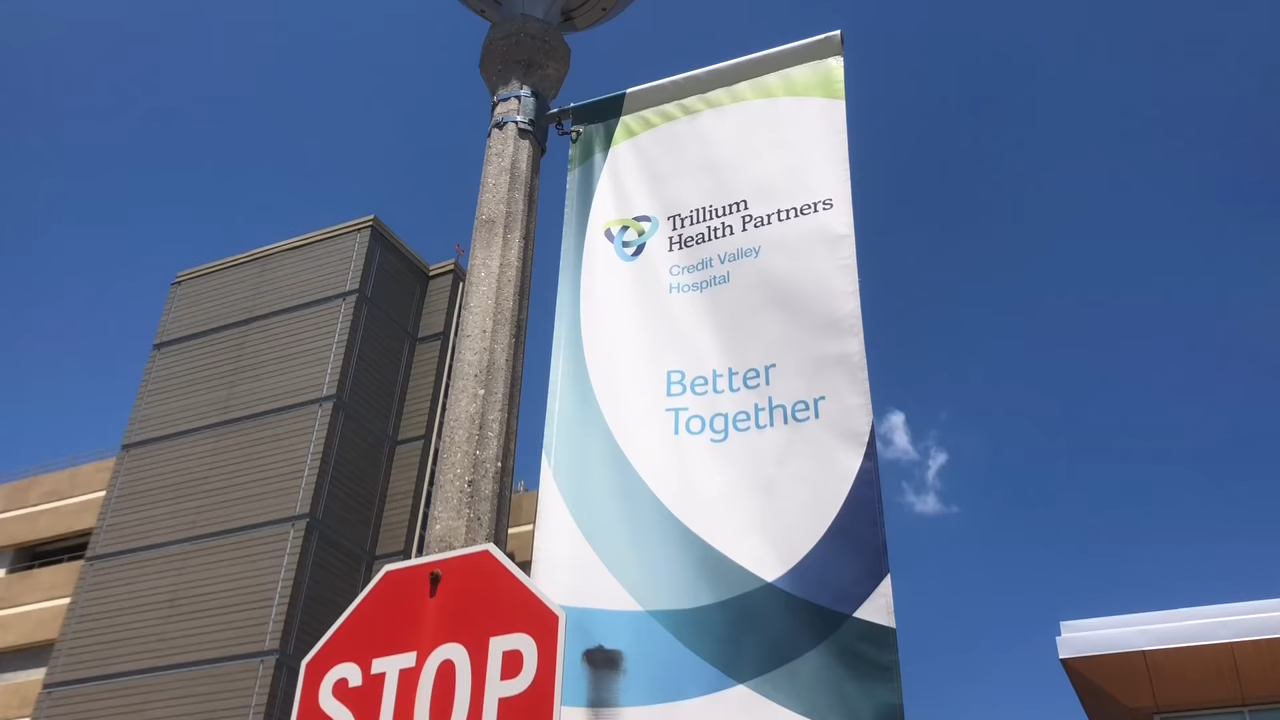 Trillium
Health Partners
Credit Valley
Hospital
Better
Together
STOP